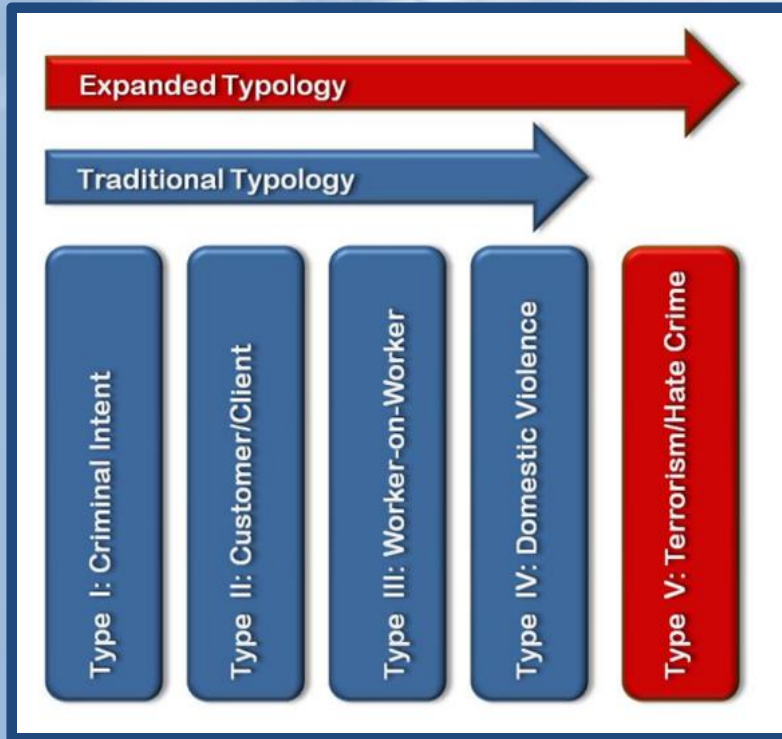 Expanded Typology
Traditional Typology
Type I: Criminal Intent
Type II: Customer/Client
Type III: Worker-on-Worker
Type IV: Domestic Violence
Type V: Terrorism/Hate Crime